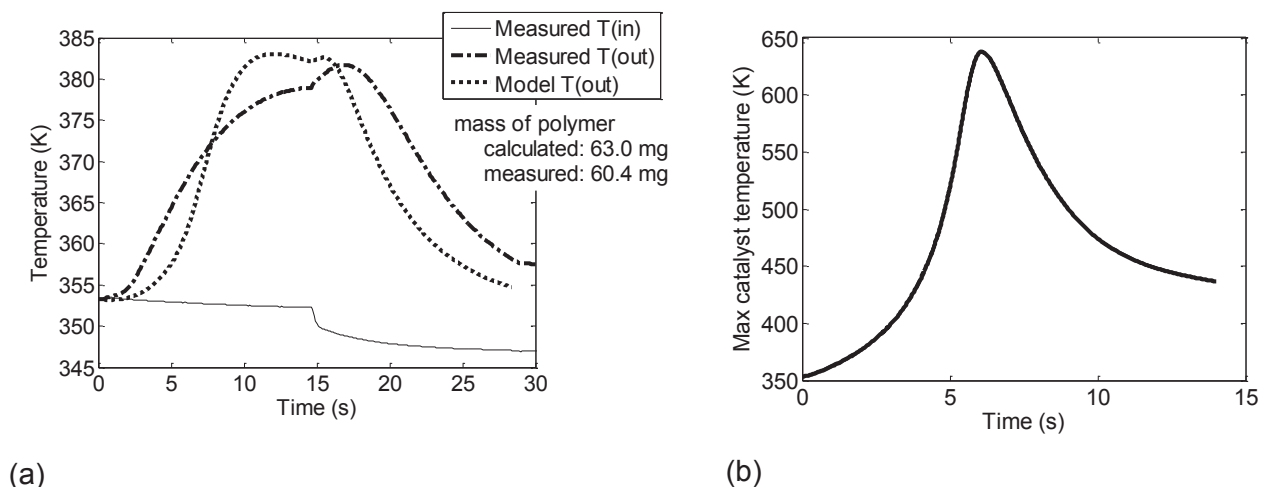 Measured T(in)
Measured T(out)
Model T(out)
mass of polymer
calculated: 63.0 mg
measured: 60.4 mg
Temperature (K)
385
380
375
370
365
360
355
350
345
0 5 10 15 20 25 30
Time (s)
(a)
Max catalyst temperature (K)
650
600
550
500
450
400
350
0 5 10 15
Time (s)
(b)